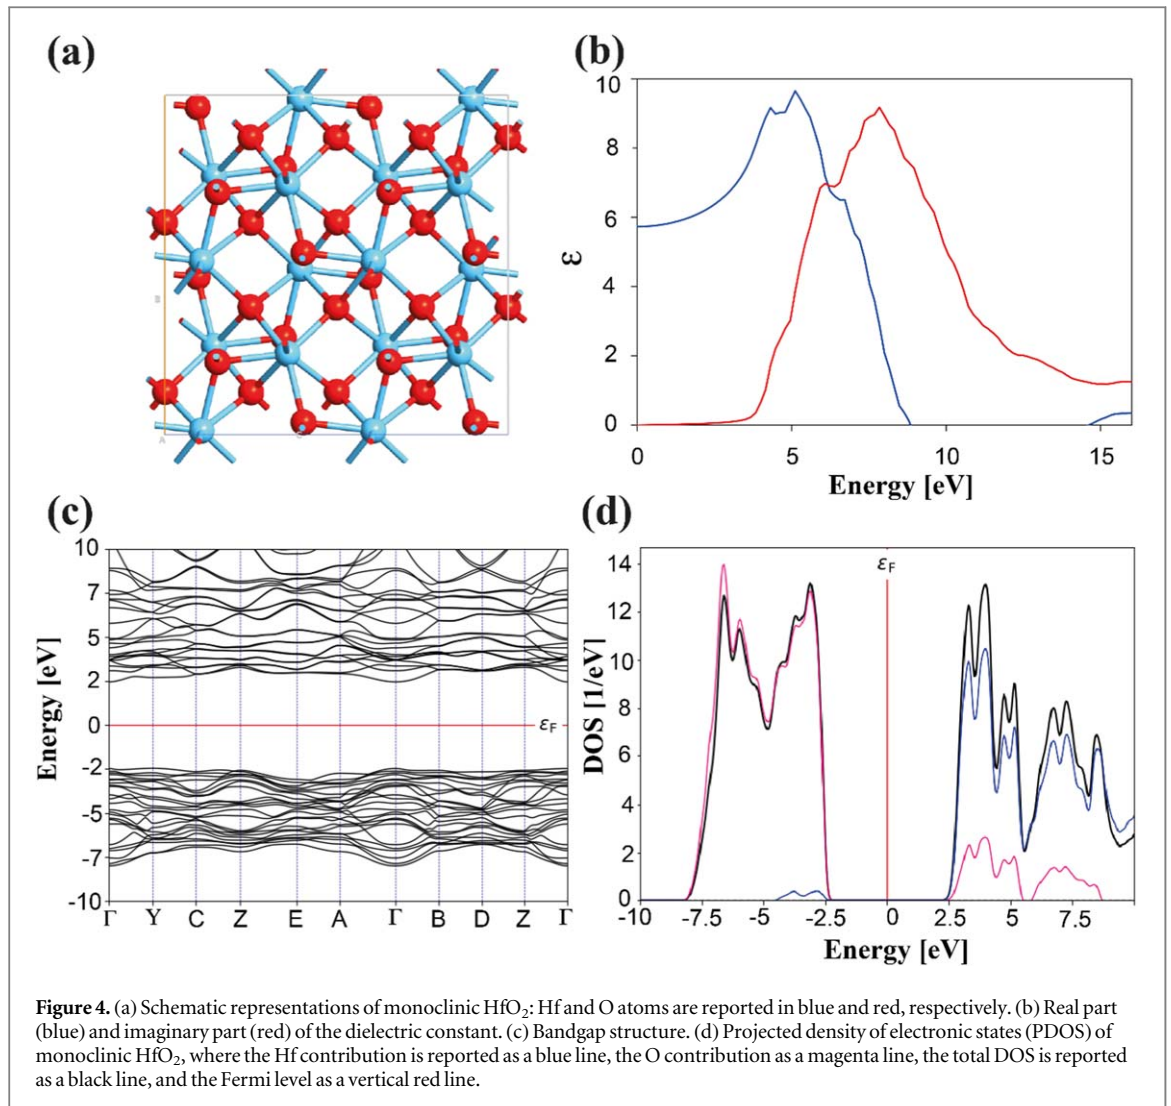 (a)
(b)
B
A
C
10
8
6
4
2
0
ε
0 5 10 15
Energy [eV]
(c)
(d)
10
7
5
2
0
-2
-5
-7
-10
Energy [eV]
εF
Γ Y C Z E A Γ B D Z Γ
14
12
10
8
6
4
2
0
DOS [1/eV]
εF
-10 -7.5 -5 -2.5 0 2.5 5 7.5
Energy [eV]
Figure 4. (a) Schematic representations of monoclinic HfO₂: Hf and O atoms are reported in blue and red, respectively. (b) Real part
(blue) and imaginary part (red) of the dielectric constant. (c) Bandgap structure. (d) Projected density of electronic states (PDOS) of
monoclinic HfO₂, where the Hf contribution is reported as a blue line, the O contribution as a magenta line, the total DOS is reported
as a black line, and the Fermi level as a vertical red line.